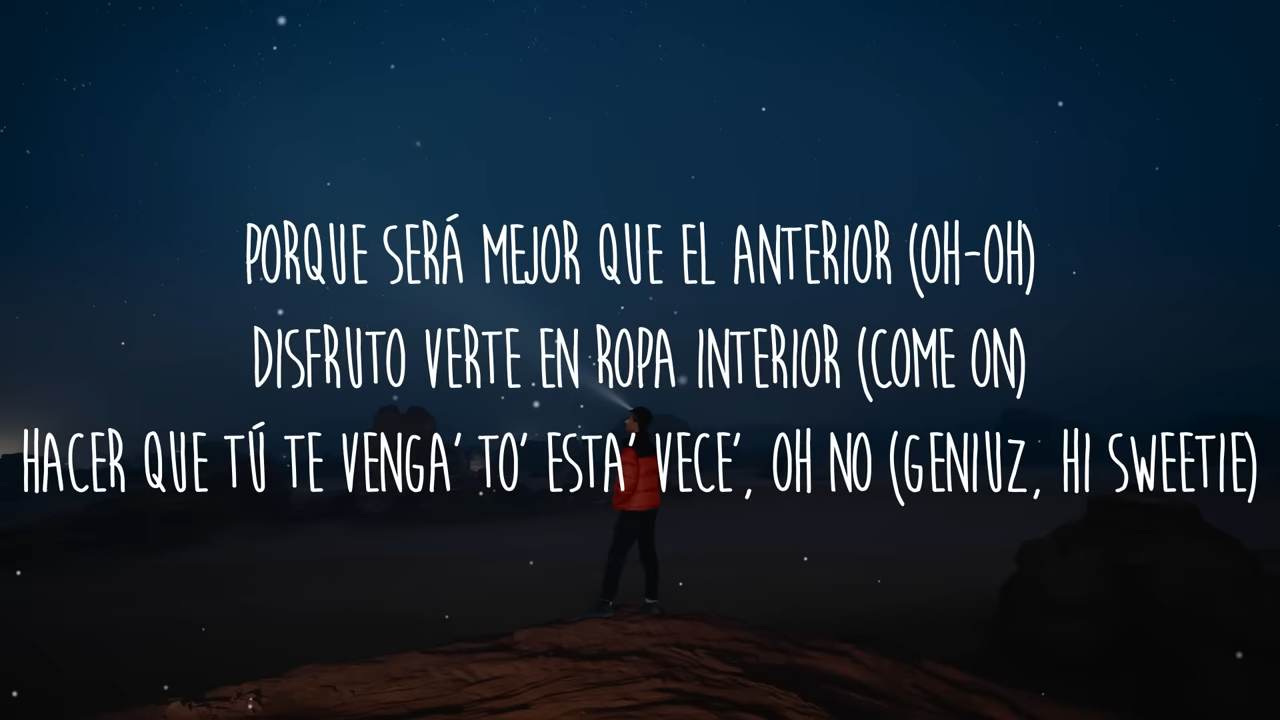 PORQUE SERÁ MEJOR QUE EL ANTERIOR (OH-OH)
DISFRUTO VERTE EN ROPA INTERIOR (COME ON)
HACER QUE TÚ TE VENGA' TO' ESTA' VECE', OH NO (GENIUZ, HI SWEETIE)